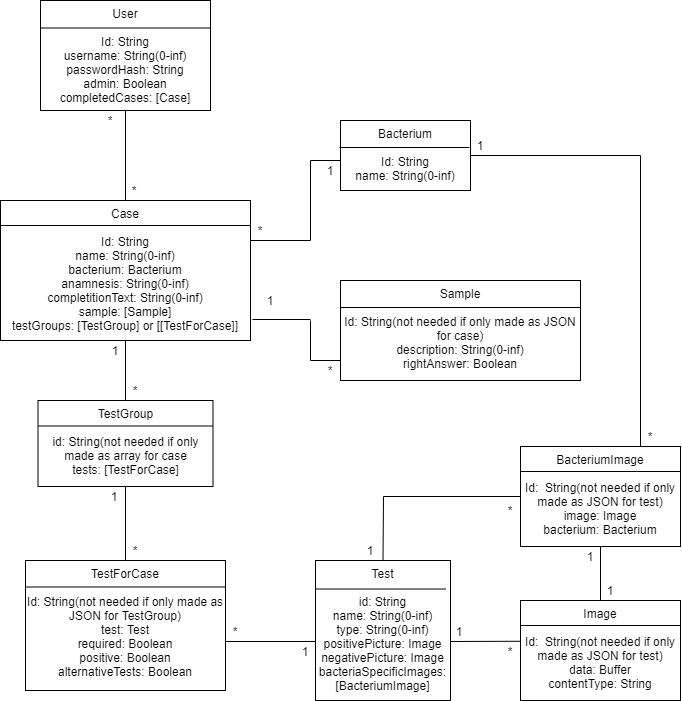 User
Id: String
username: String(0-inf)
passwordHash: String
admin: Boolean
completedCases: [Case]
*
*
Bacterium
Id: String
name: String(0-inf)
1
1
*
Case
Id: String
name: String(0-inf)
bacterium: Bacterium
anamnesis: String(0-inf)
completitionText: String(0-inf)
sample: [Sample]
testGroups: [TestGroup] or [[TestForCase]]
1
*
Sample
Id: String(not needed if only made as JSON
for case)
description: String(0-inf)
rightAnswer: Boolean
1
*
TestGroup
id: String(not needed if only
made as array for case
tests: [TestForCase]
1
*
*
BacteriumImage
Id:  String(not needed if only
made as JSON for test)
image: Image
bacterium: Bacterium
*
1
1
1
TestForCase
Id: String(not needed if only made as
JSON for TestGroup)
test: Test
required: Boolean
positive: Boolean
alternativeTests: Boolean
*
1
Test
id: String
name: String(0-inf)
type: String(0-inf)
positivePicture: Image
negativePicture: Image
bacteriaSpecificImages:
[BacteriumImage]
1
*
Image
Id:  String(not needed if only
made as JSON for test)
data: Buffer
contentType: String